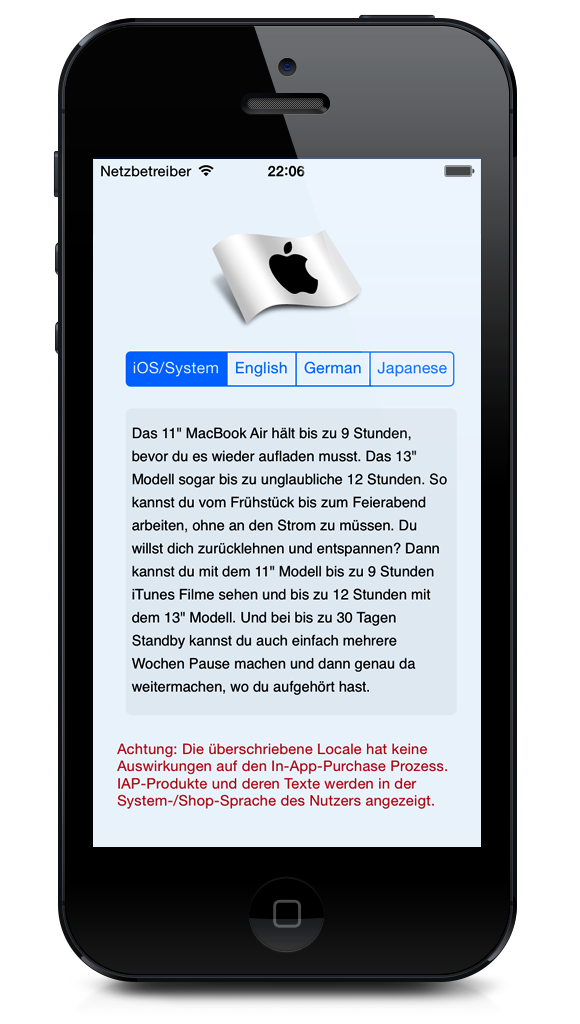 Netzbetreiber 22:06
iOS/System English German Japanese
Das 11" MacBook Air hält bis zu 9 Stunden,
bevor du es wieder aufladen musst. Das 13"
Modell sogar bis zu unglaubliche 12 Stunden. So
kannst du vom Frühstück bis zum Feierabend
arbeiten, ohne an den Strom zu müssen. Du
willst dich zurücklehnen und entspannen? Dann
kannst du mit dem 11" Modell bis zu 9 Stunden
iTunes Filme sehen und bis zu 12 Stunden mit
dem 13" Modell. Und bei bis zu 30 Tagen
Standby kannst du auch einfach mehrere
Wochen Pause machen und dann genau da
weitermachen, wo du aufgehört hast.
Achtung: Die überschriebene Locale hat keine
Auswirkungen auf den In-App-Purchase Prozess.
IAP-Produkte und deren Texte werden in der
System-/Shop-Sprache des Nutzers angezeigt.